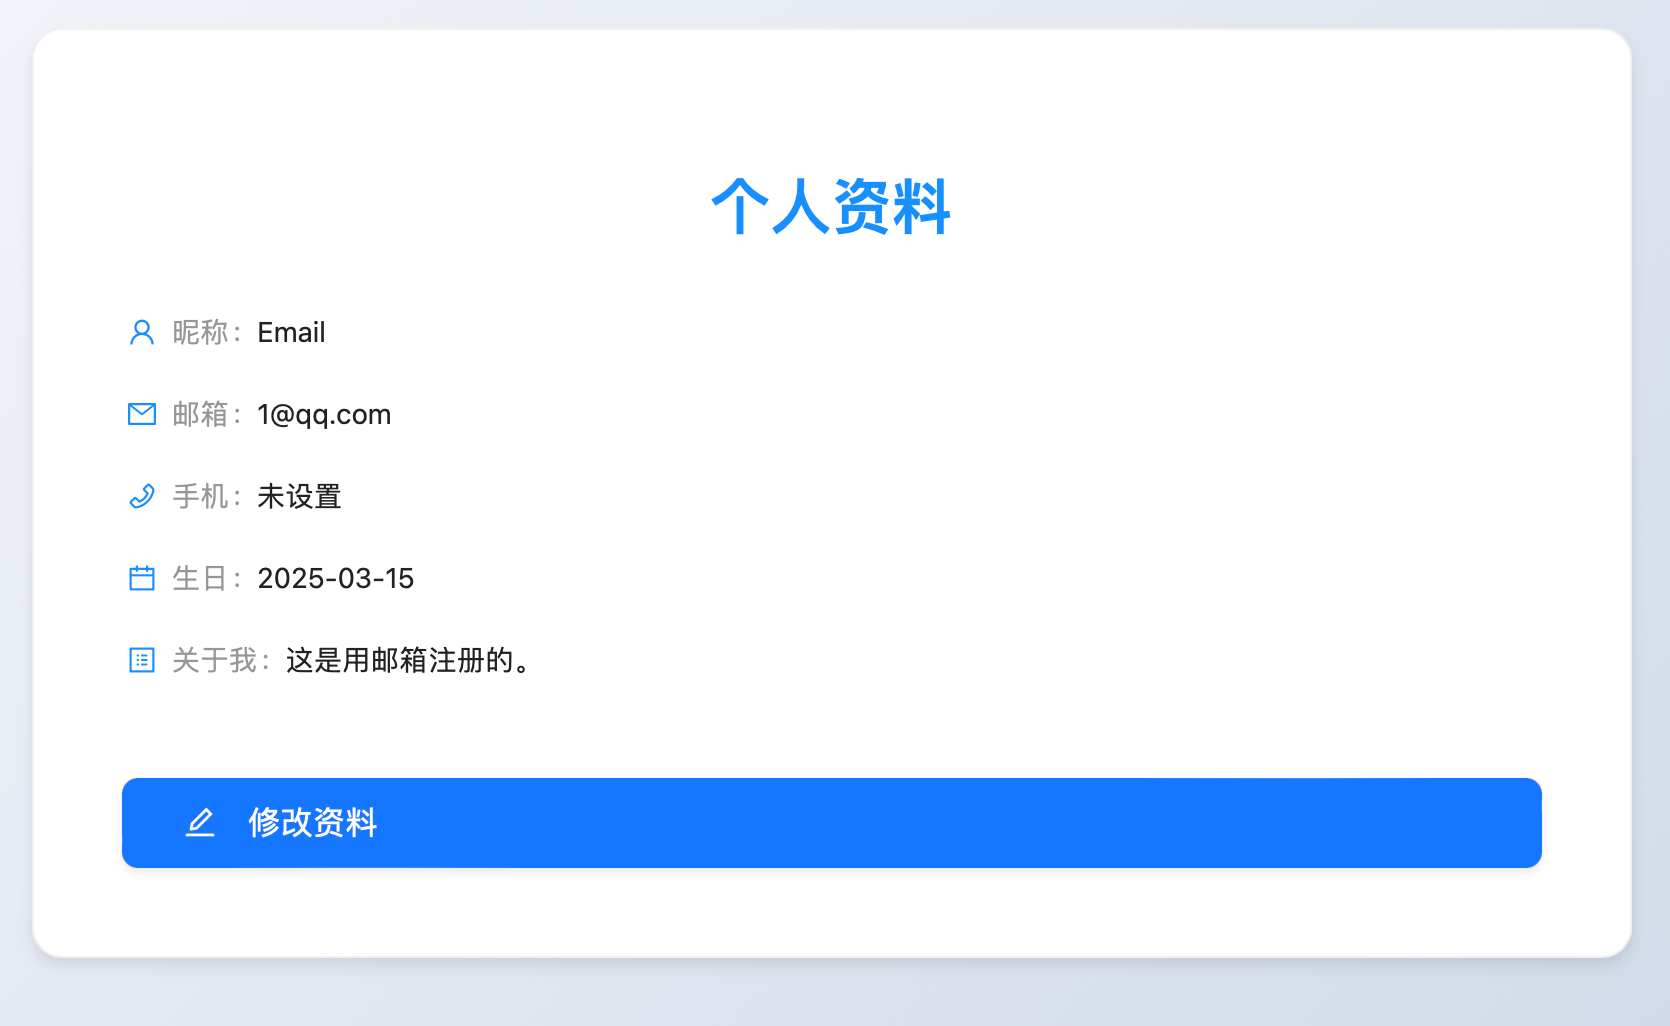 个人资料
昵称：Email
邮箱：1@qq.com
手机：未设置
生日：2025-03-15
关于我：这是用邮箱注册的。
修改资料